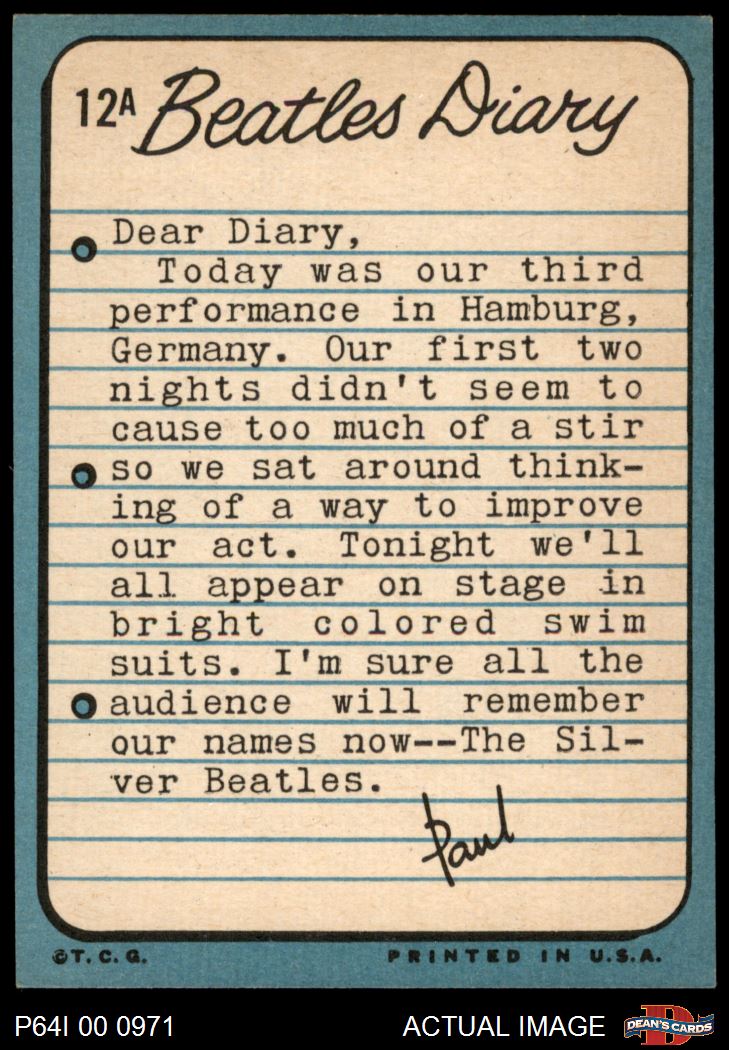 12A Beatles Diary
Dear Diary,
Today was our third
performance in Hamburg,
Germany. Our first two
nights didn't seem to
cause too much of a stir
so we sat around think-
ing of a way to improve
our act. Tonight we'll
all appear on stage in
bright colored swim
suits. I'm sure all the
audience will remember
our names now--The Sil-
ver Beatles.
Paul
©T. C. G. PRINTED IN U.S.A.
P64I 00 0971 ACTUAL IMAGE D DEAN'S CARDS